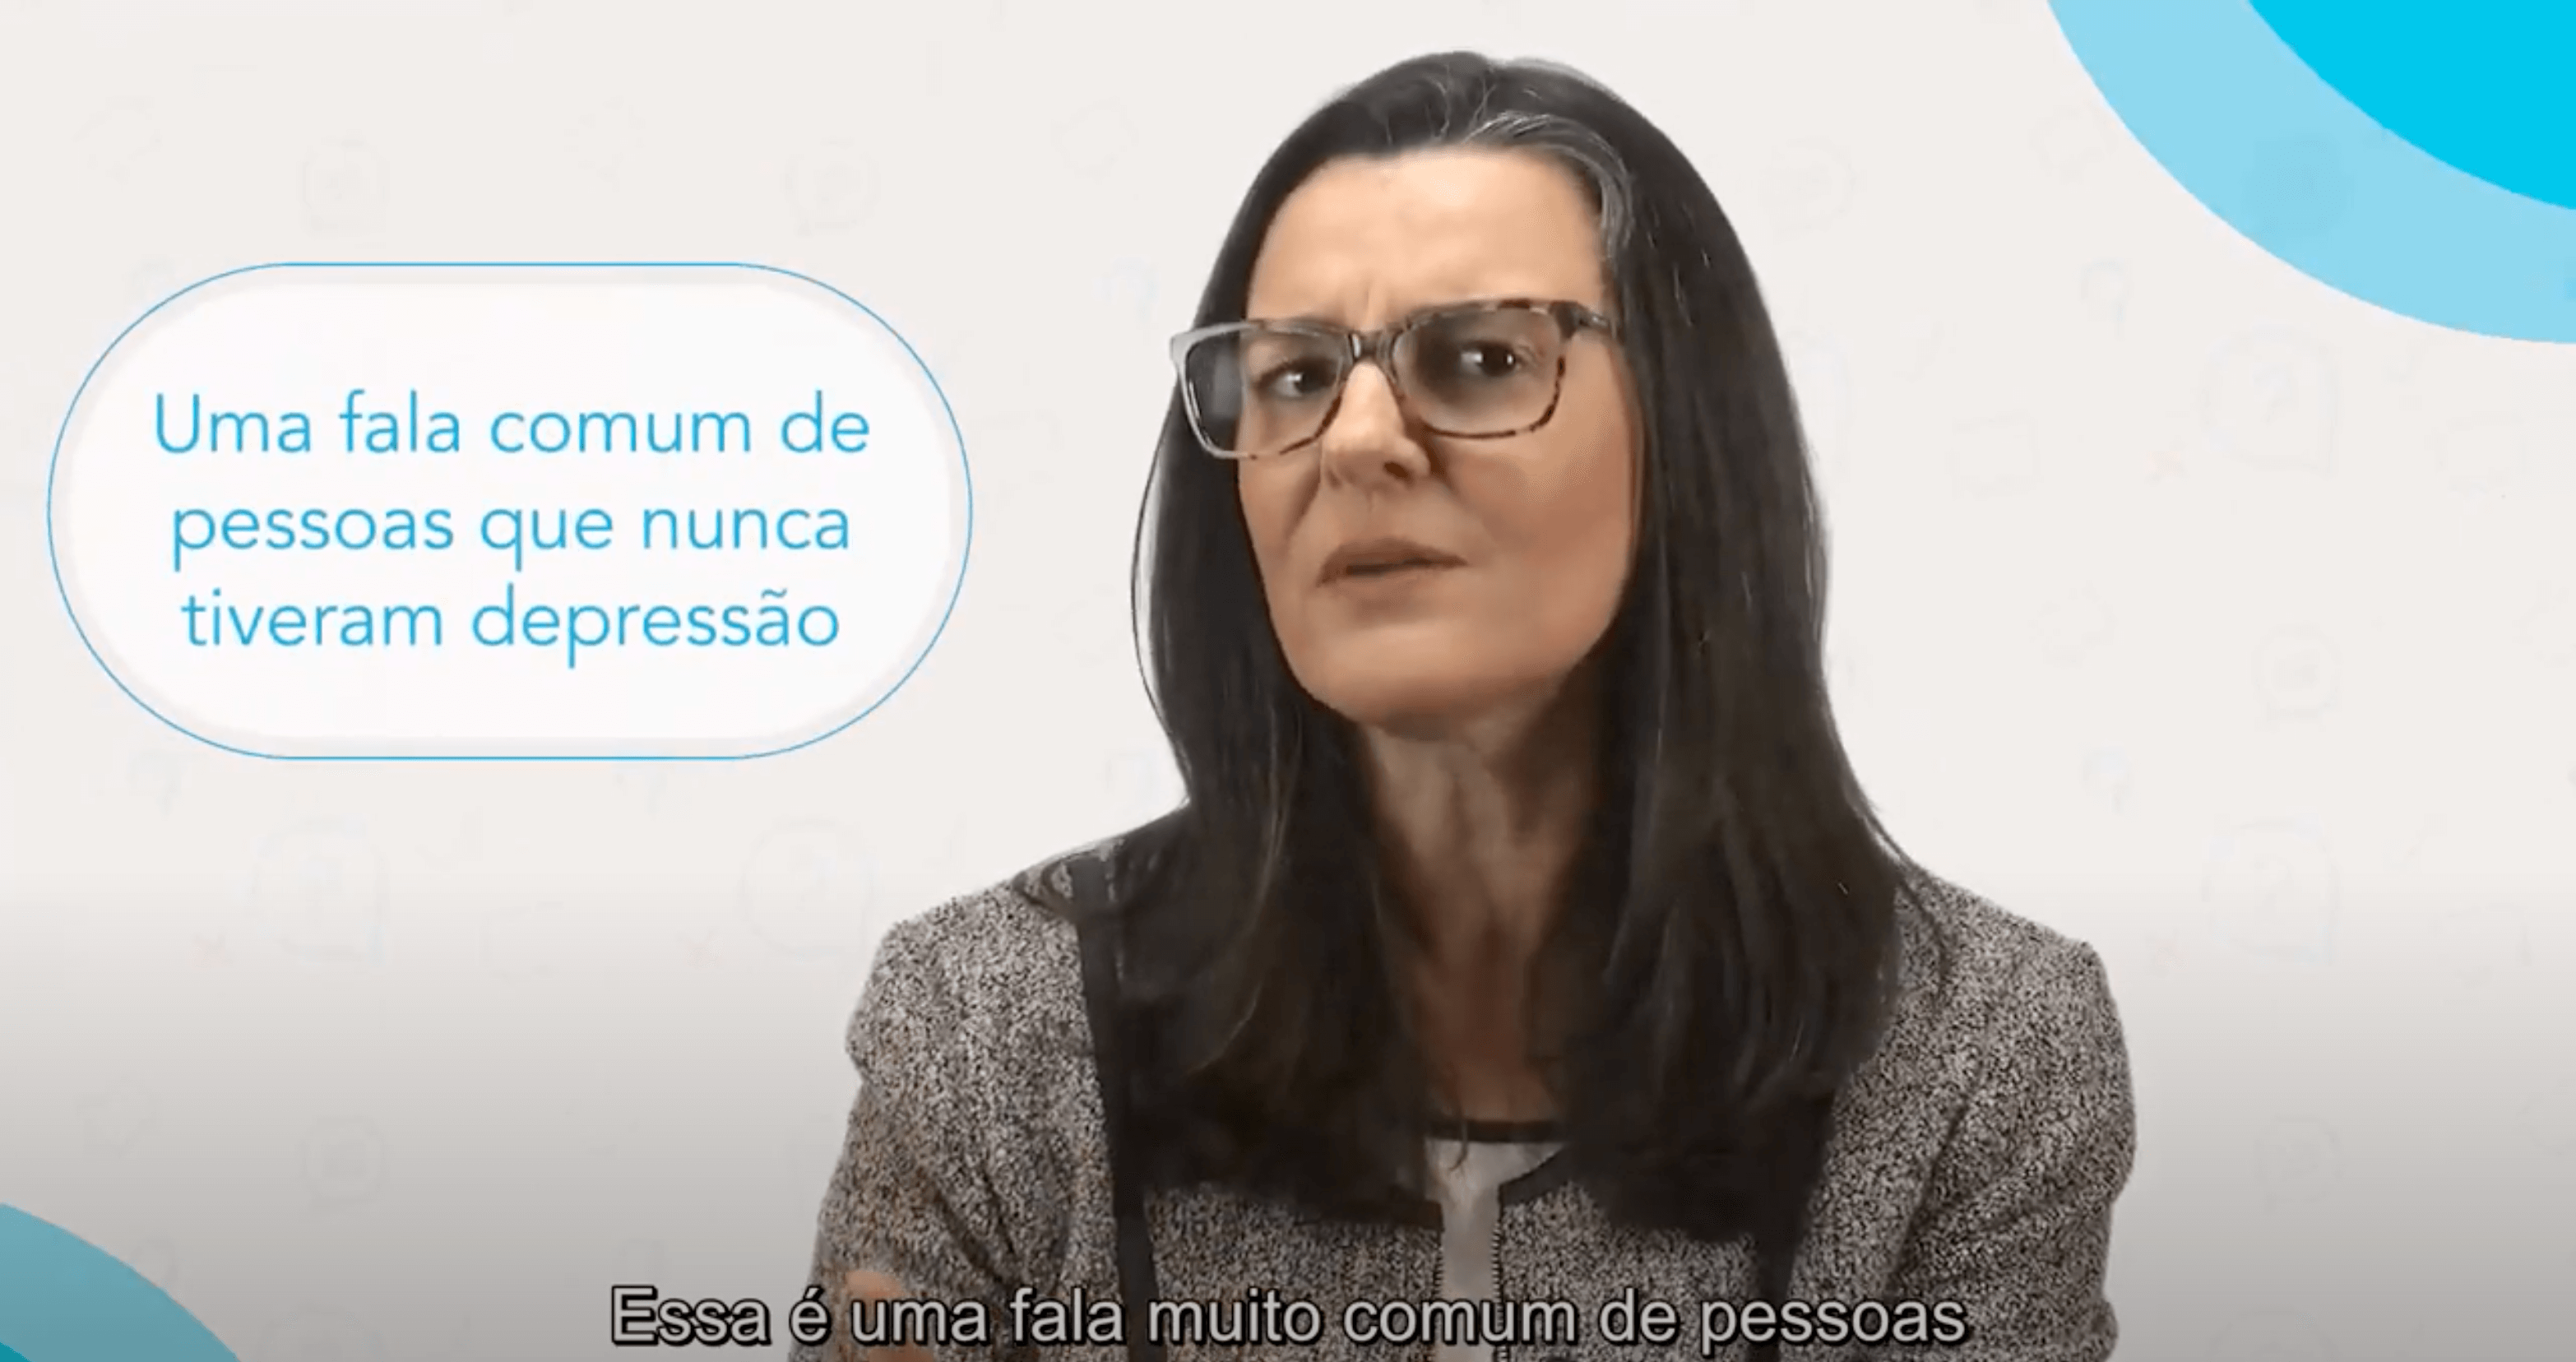 Uma fala comum de
pessoas que nunca
tiveram depressão
Essa é uma fala muito comum de pessoas